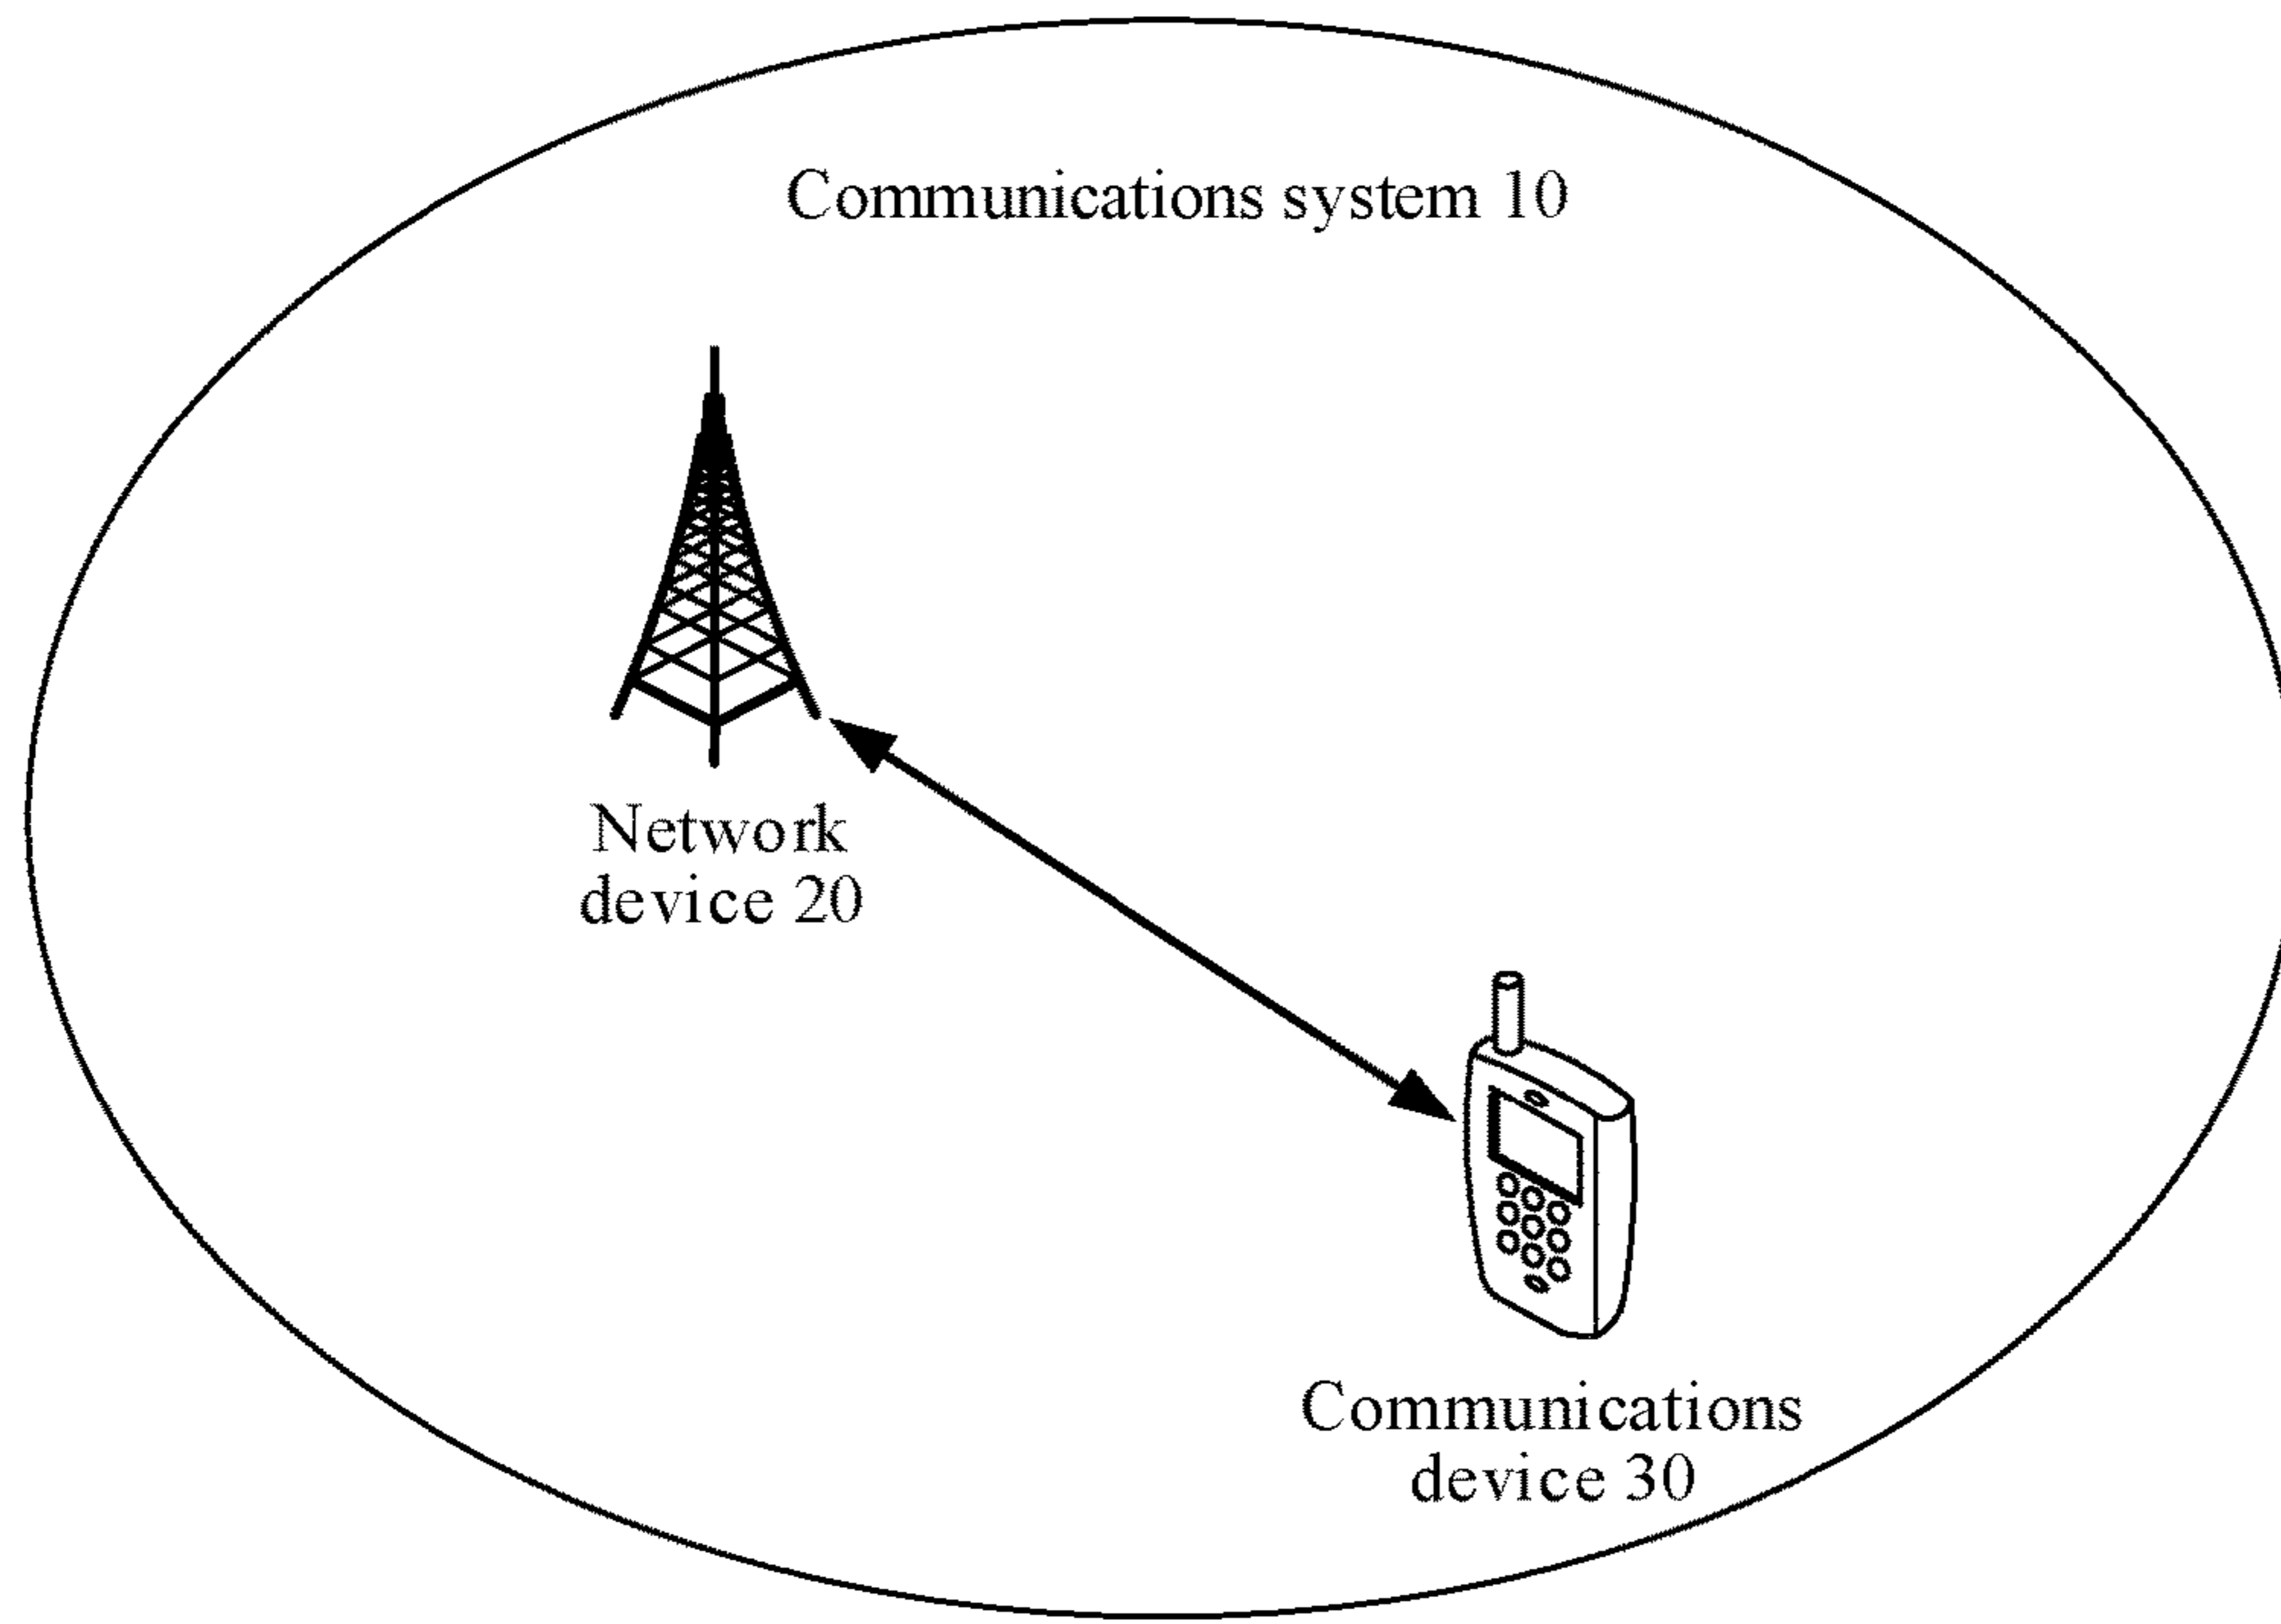 Communications system 10
Network
device 20
Communications
device 30